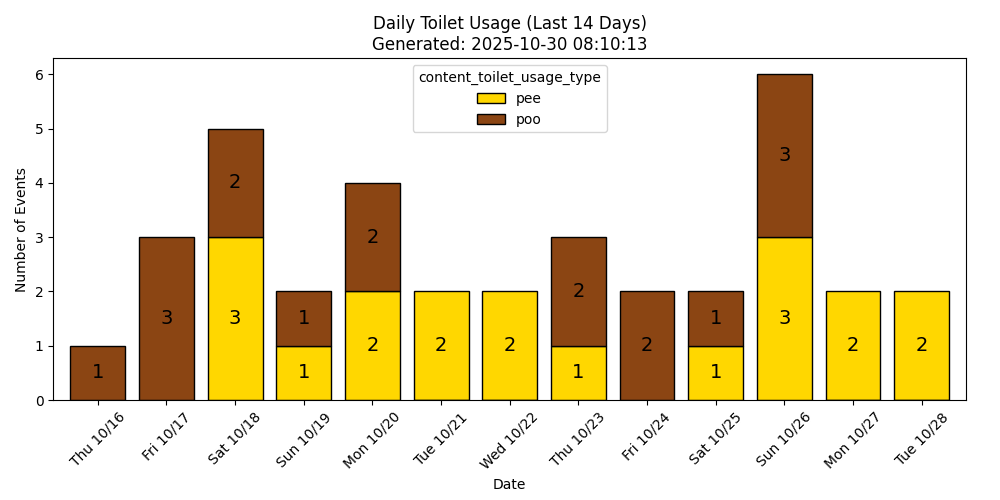 Daily Toilet Usage (Last 14 Days)
Generated: 2025-10-30 08:10:13
content_toilet_usage_type
pee
poo
Number of Events
6
5
4
3
2
1
0
1
3
2
3
1
1
2
2
2
2
2
1
2
1
1
3
3
2
2
Thu 10/16
Fri 10/17
Sat 10/18
Sun 10/19
Mon 10/20
Tue 10/21
Wed 10/22
Thu 10/23
Fri 10/24
Sat 10/25
Sun 10/26
Mon 10/27
Tue 10/28
Date